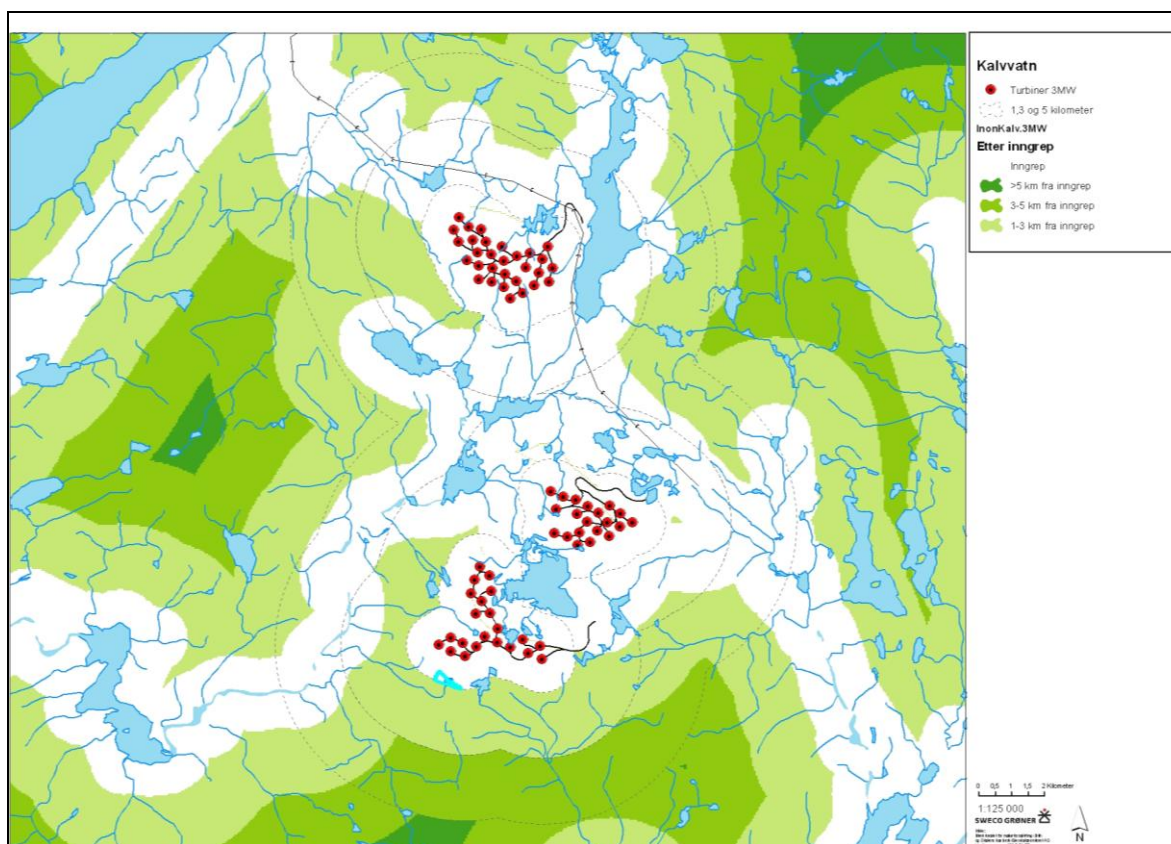 Kalvvatn
Turbiner 3MW
1,3 og 5 kilometer
InonKalv.3MW
Etter inngrep
Inngrep
>5 km fra inngrep
3-5 km fra inngrep
1-3 km fra inngrep
0 0,5 1 1,5 2 Kilometer
1:125 000
SWECO GRØNER
N